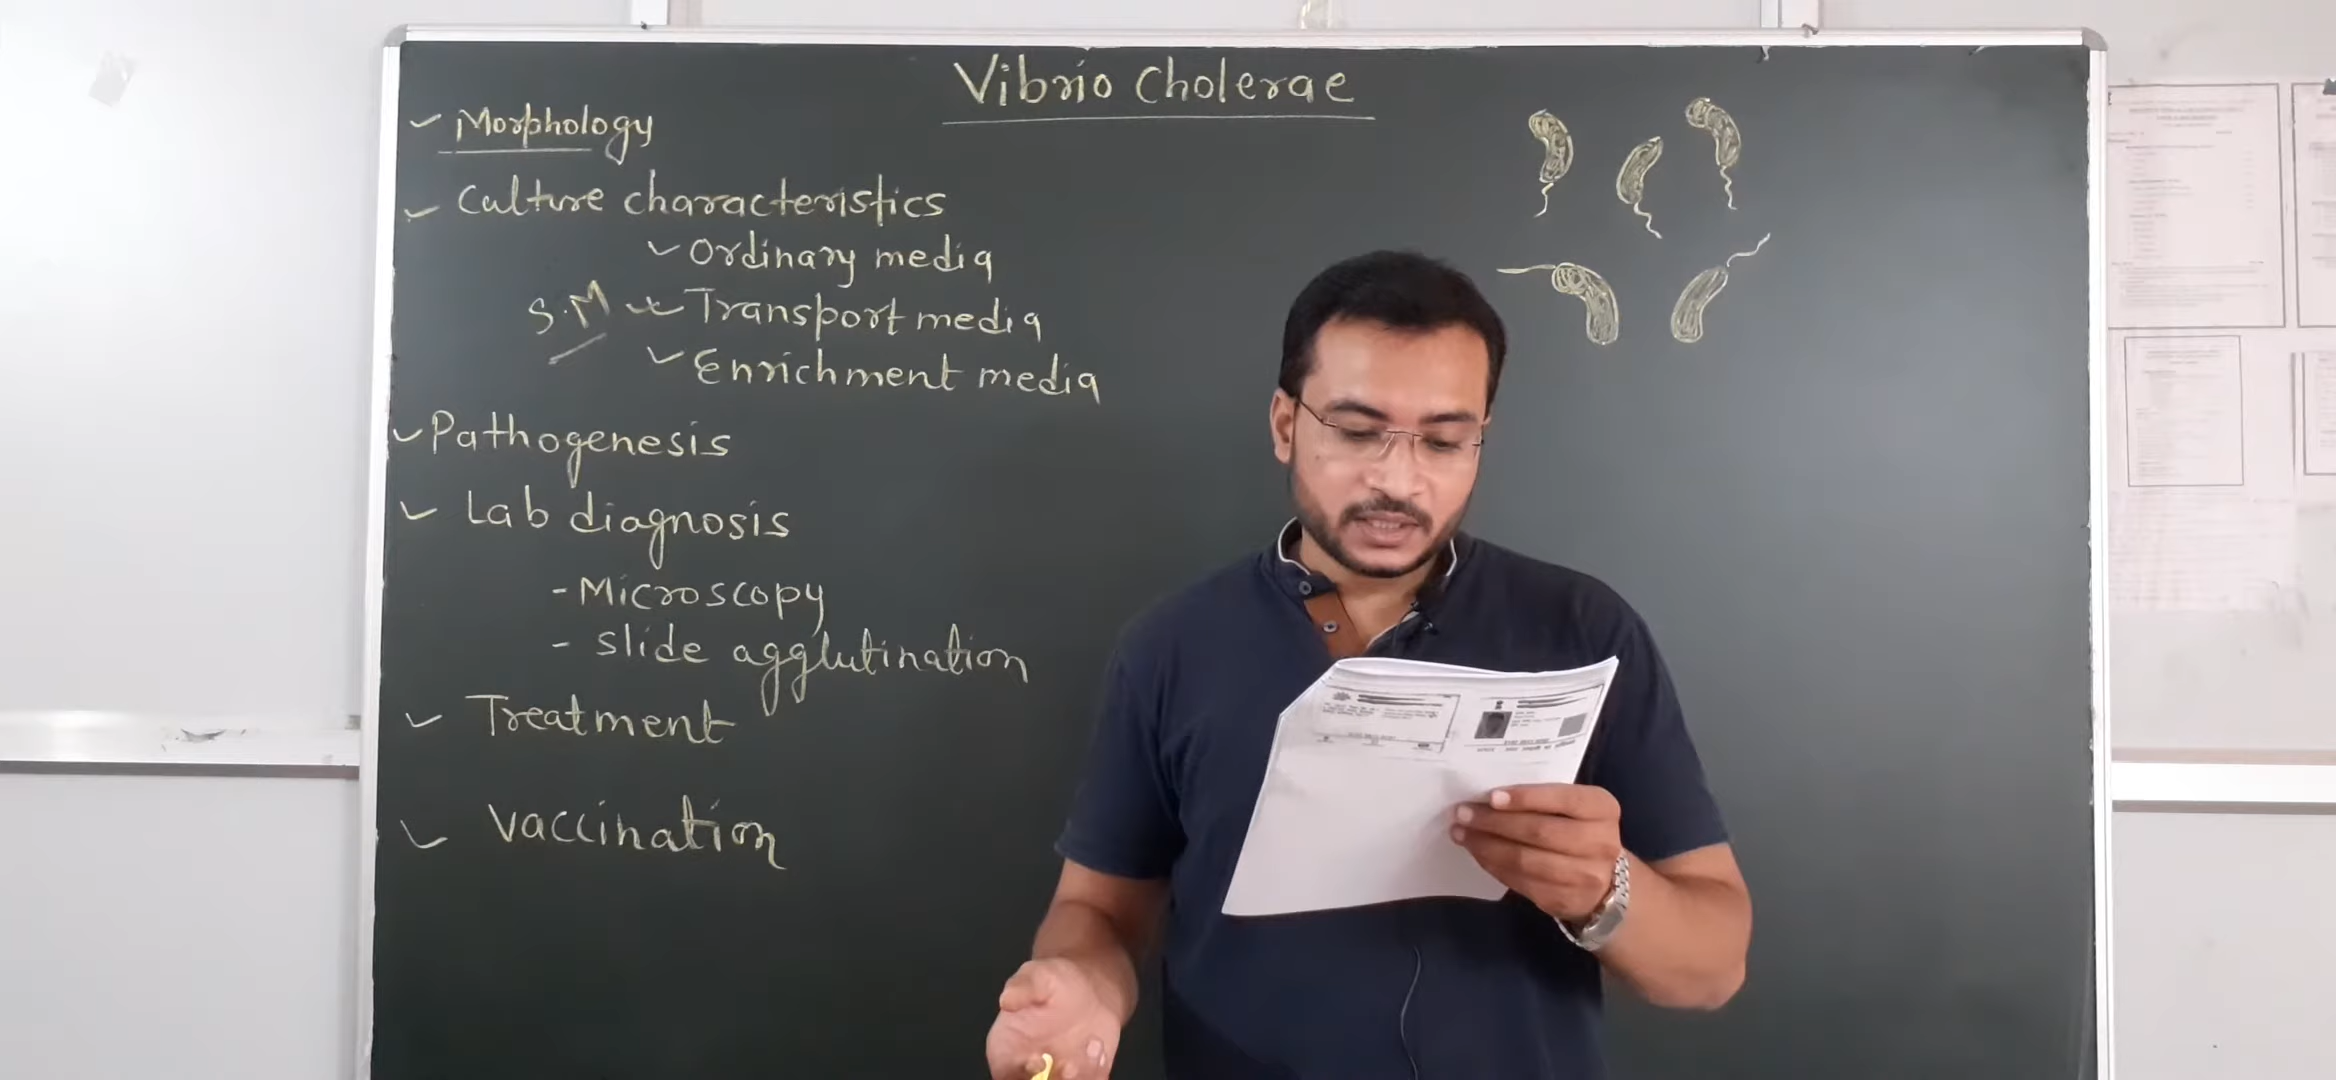 Vibrio Cholerae
Morphology
Culture characteristics
Ordinary media
S.M
Transport media
Enrichment media
Pathogenesis
Lab diagnosis
- Microscopy
- slide agglutination
Treatment
vaccination